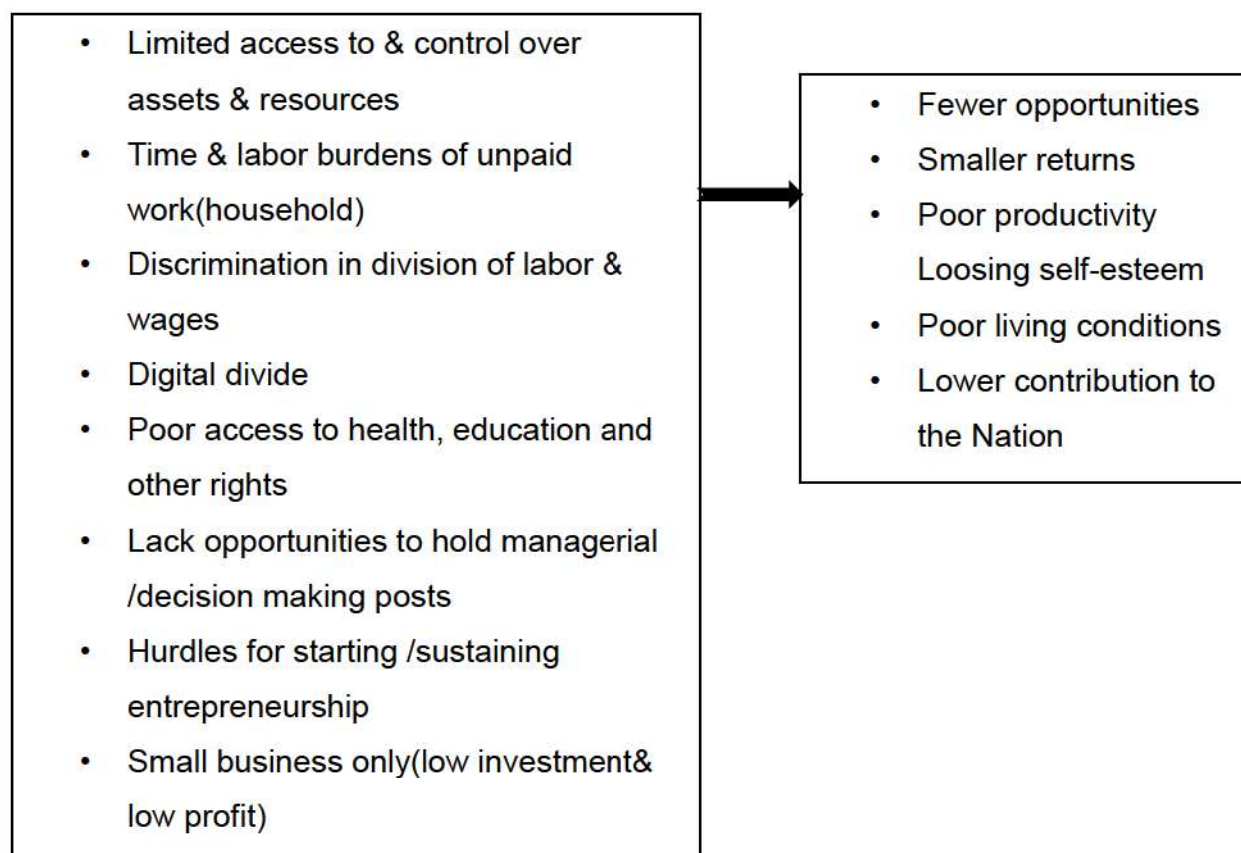 • Limited access to & control over
assets & resources
• Time & labor burdens of unpaid
work(household)
• Discrimination in division of labor &
wages
• Digital divide
• Poor access to health, education and
other rights
• Lack opportunities to hold managerial
/decision making posts
• Hurdles for starting /sustaining
entrepreneurship
• Small business only(low investment&
low profit)
• Fewer opportunities
• Smaller returns
• Poor productivity
Loosing self-esteem
• Poor living conditions
• Lower contribution to
the Nation